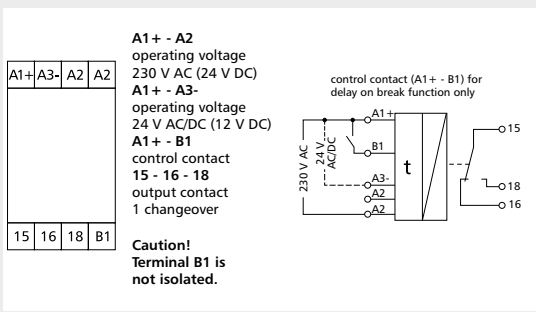 A1+ A3- A2 A2
15 16 18 B1
A1+ - A2
operating voltage
230 V AC (24 V DC)
A1+ - A3-
operating voltage
24 V AC/DC (12 V DC)
A1+ - B1
control contact
15 - 16 - 18
output contact
1 changeover
Caution!
Terminal B1 is
not isolated.
control contact (A1+ - B1) for
delay on break function only
A1+
B1
A3-
A2
A2
230 V AC
24 V
AC/DC
t
15
18
16